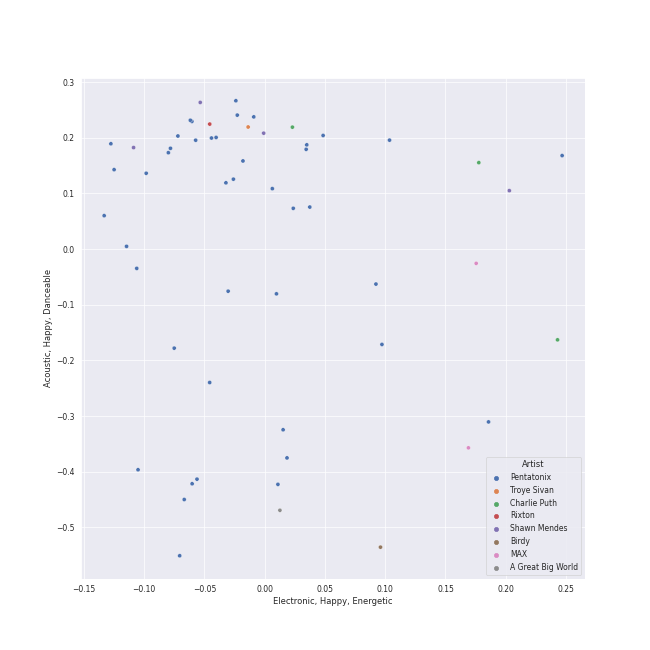 0.3
0.2
0.1
0.0
−0.1
−0.2
−0.3
−0.4
−0.5
Acoustic, Happy, Danceable
−0.15 −0.10 −0.05 0.00 0.05 0.10 0.15 0.20 0.25
Electronic, Happy, Energetic
Artist
Pentatonix
Troye Sivan
Charlie Puth
Rixton
Shawn Mendes
Birdy
MAX
A Great Big World